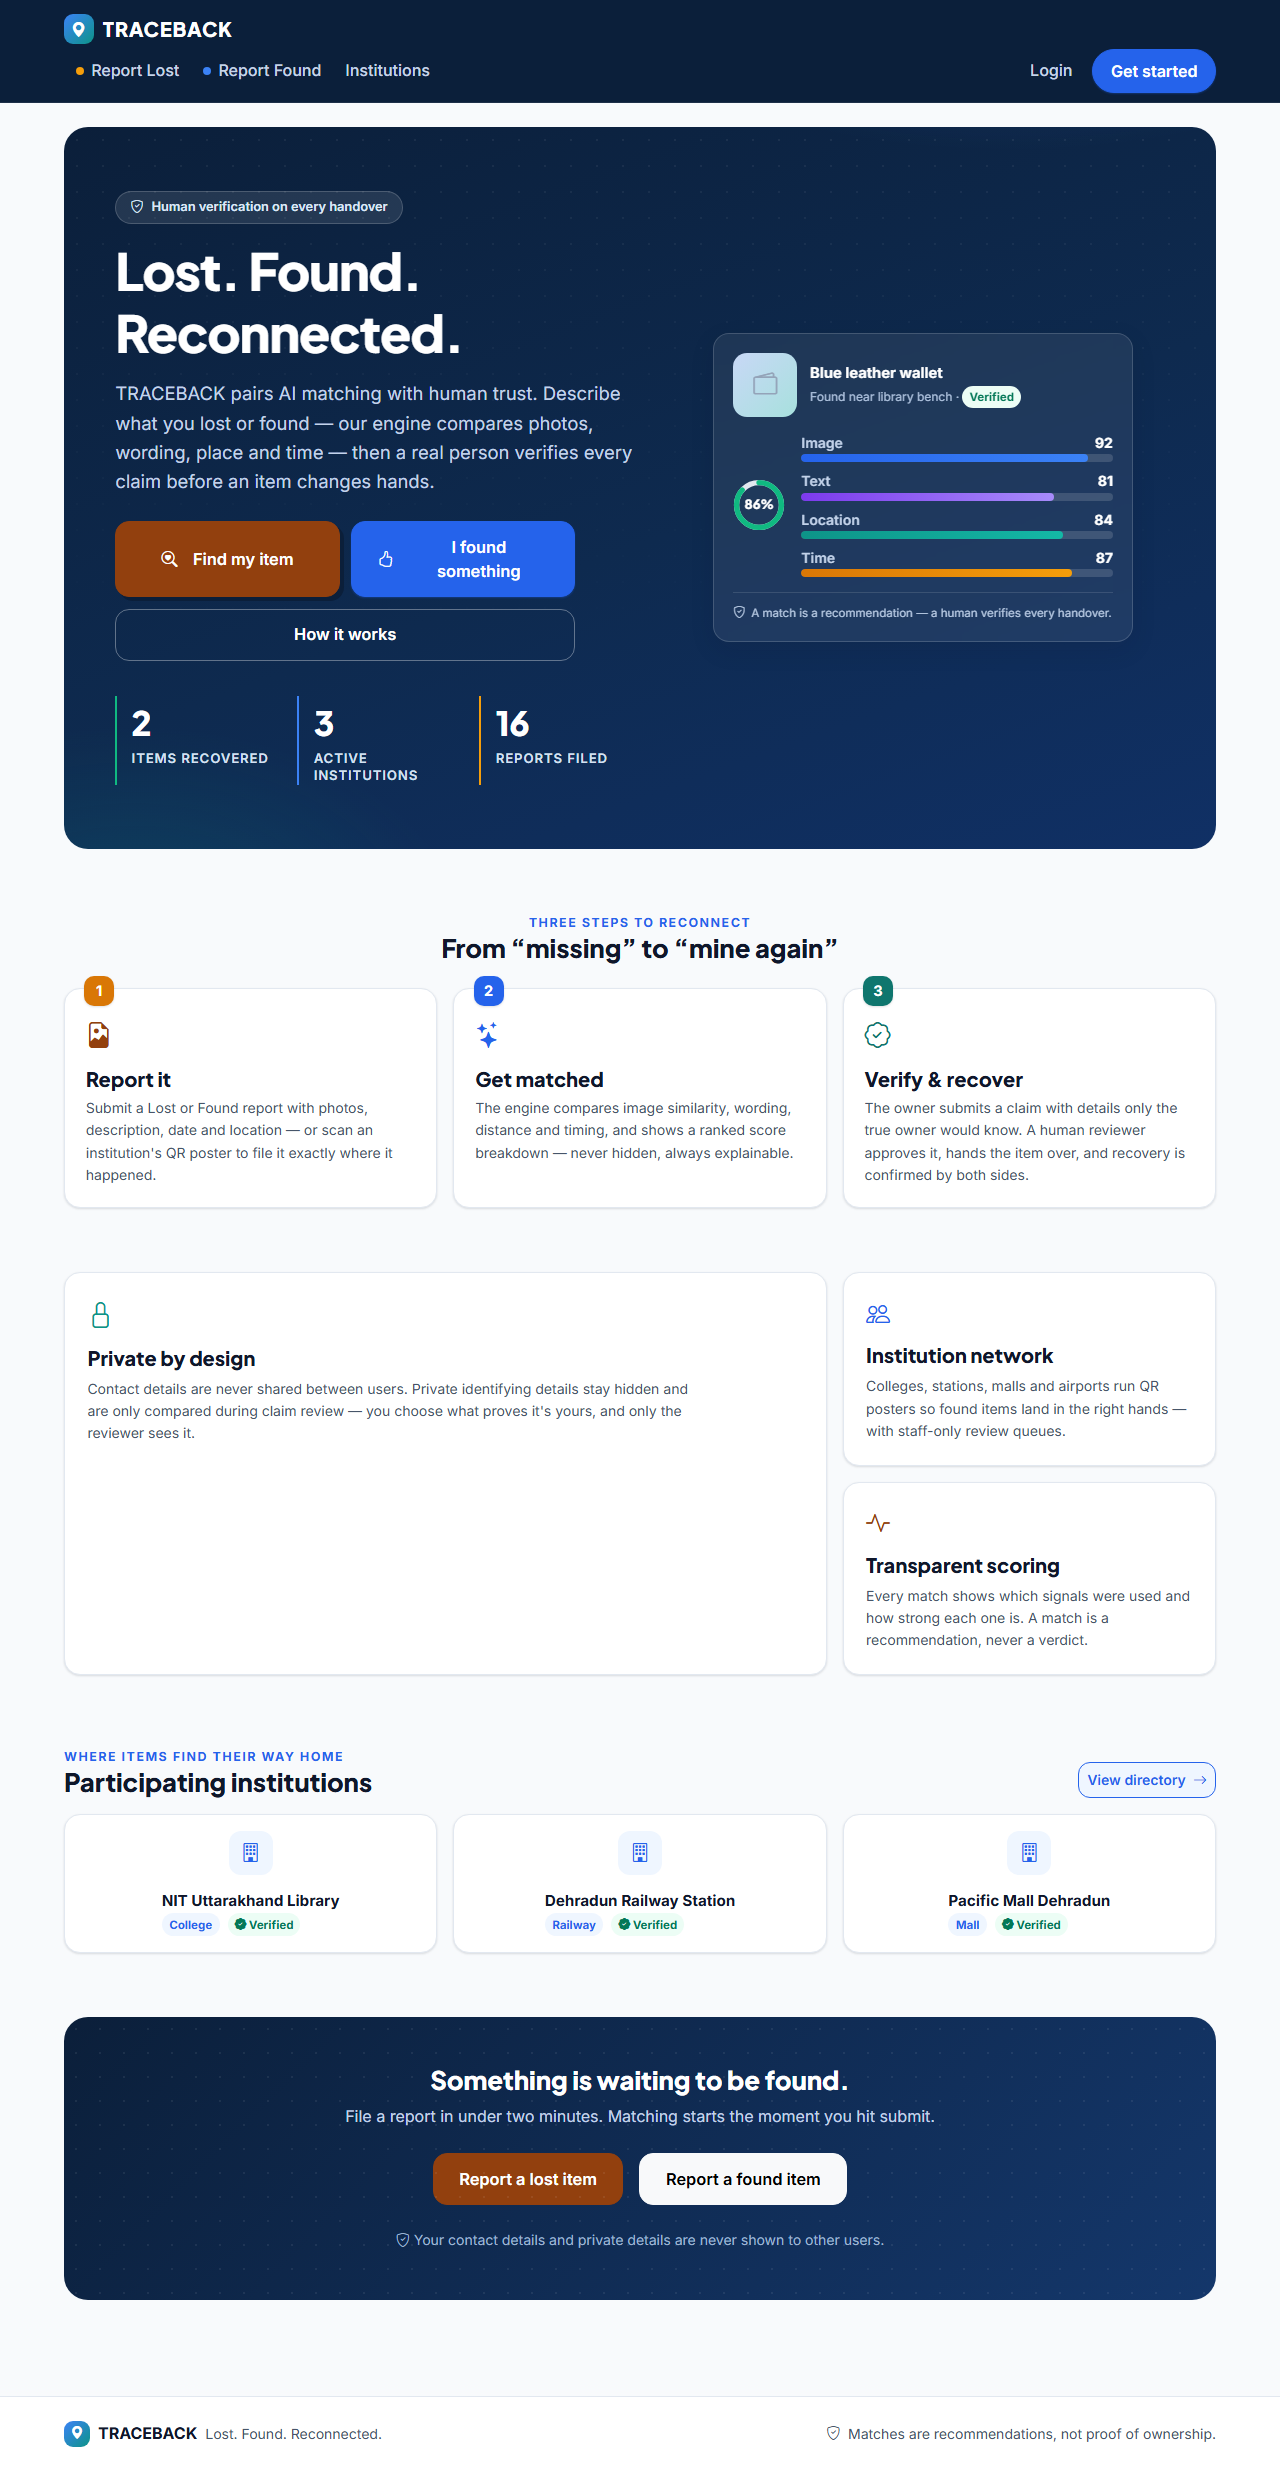 TRACEBACK
Report Lost
Report Found
Institutions
Login
Get started
Human verification on every handover
Lost. Found.
Reconnected.
TRACEBACK pairs AI matching with human trust. Describe
what you lost or found — our engine compares photos,
wording, place and time — then a real person verifies every
claim before an item changes hands.
Find my item
I found
something
How it works
2
ITEMS RECOVERED
3
ACTIVE
INSTITUTIONS
16
REPORTS FILED
Blue leather wallet
Found near library bench · Verified
86%
Image 92
Text 81
Location 84
Time 87
A match is a recommendation — a human verifies every handover.
THREE STEPS TO RECONNECT
From “missing” to “mine again”
1
Report it
Submit a Lost or Found report with photos,
description, date and location — or scan an
institution's QR poster to file it exactly where it
happened.
2
Get matched
The engine compares image similarity, wording,
distance and timing, and shows a ranked score
breakdown — never hidden, always explainable.
3
Verify & recover
The owner submits a claim with details only the
true owner would know. A human reviewer
approves it, hands the item over, and recovery is
confirmed by both sides.
Private by design
Contact details are never shared between users. Private identifying details stay hidden and
are only compared during claim review — you choose what proves it's yours, and only the
reviewer sees it.
Institution network
Colleges, stations, malls and airports run QR
posters so found items land in the right hands —
with staff-only review queues.
Transparent scoring
Every match shows which signals were used and
how strong each one is. A match is a
recommendation, never a verdict.
WHERE ITEMS FIND THEIR WAY HOME
Participating institutions
View directory →
NIT Uttarakhand Library
College Verified
Dehradun Railway Station
Railway Verified
Pacific Mall Dehradun
Mall Verified
Something is waiting to be found.
File a report in under two minutes. Matching starts the moment you hit submit.
Report a lost item
Report a found item
Your contact details and private details are never shown to other users.
TRACEBACK Lost. Found. Reconnected.
Matches are recommendations, not proof of ownership.